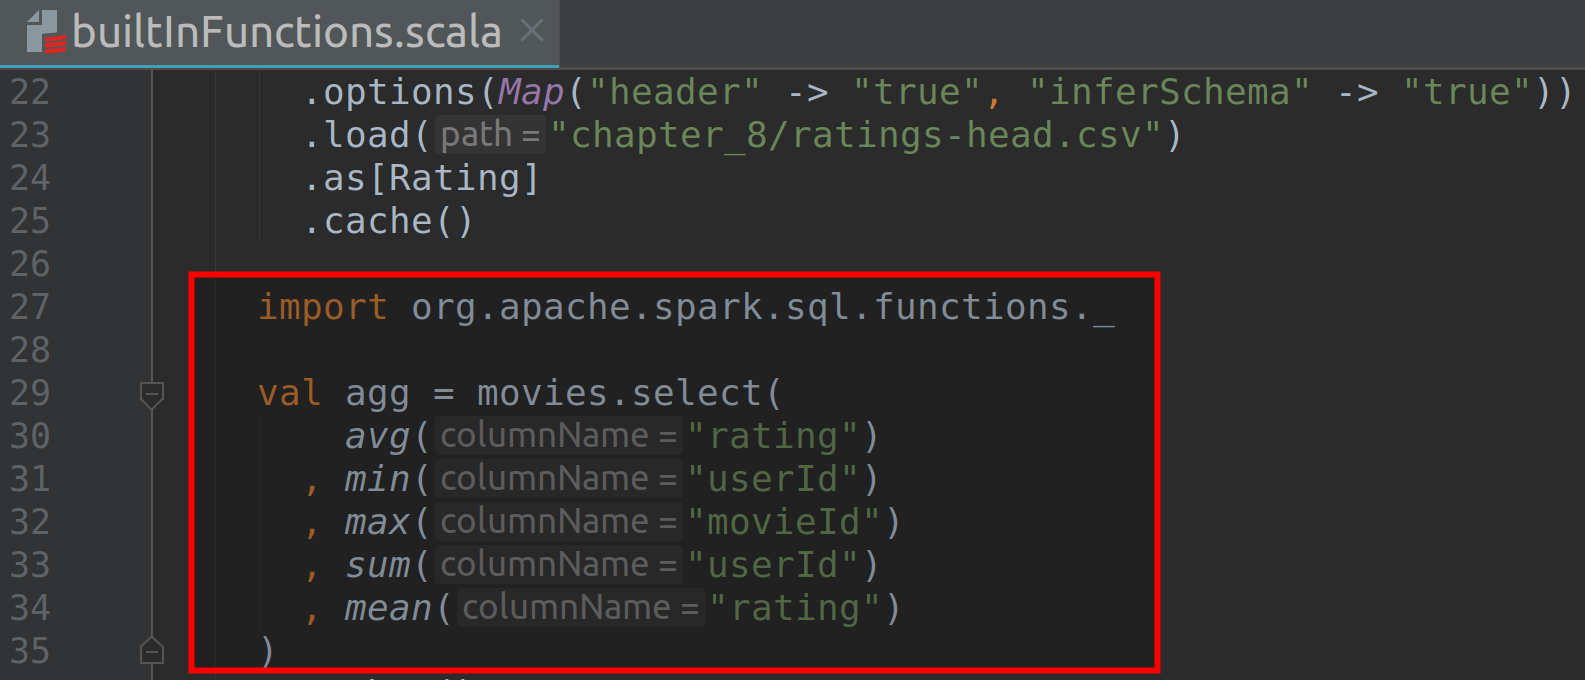 builtInFunctions.scala
22 .options(Map("header" -> "true", "inferSchema" -> "true"))
23 .load( path = "chapter_8/ratings-head.csv")
24 .as[Rating]
25 .cache()
26
27 import org.apache.spark.sql.functions._
28
29 val agg = movies.select(
30 avg( columnName = "rating")
31 , min( columnName = "userId")
32 , max( columnName = "movieId")
33 , sum( columnName = "userId")
34 , mean( columnName = "rating")
35 )